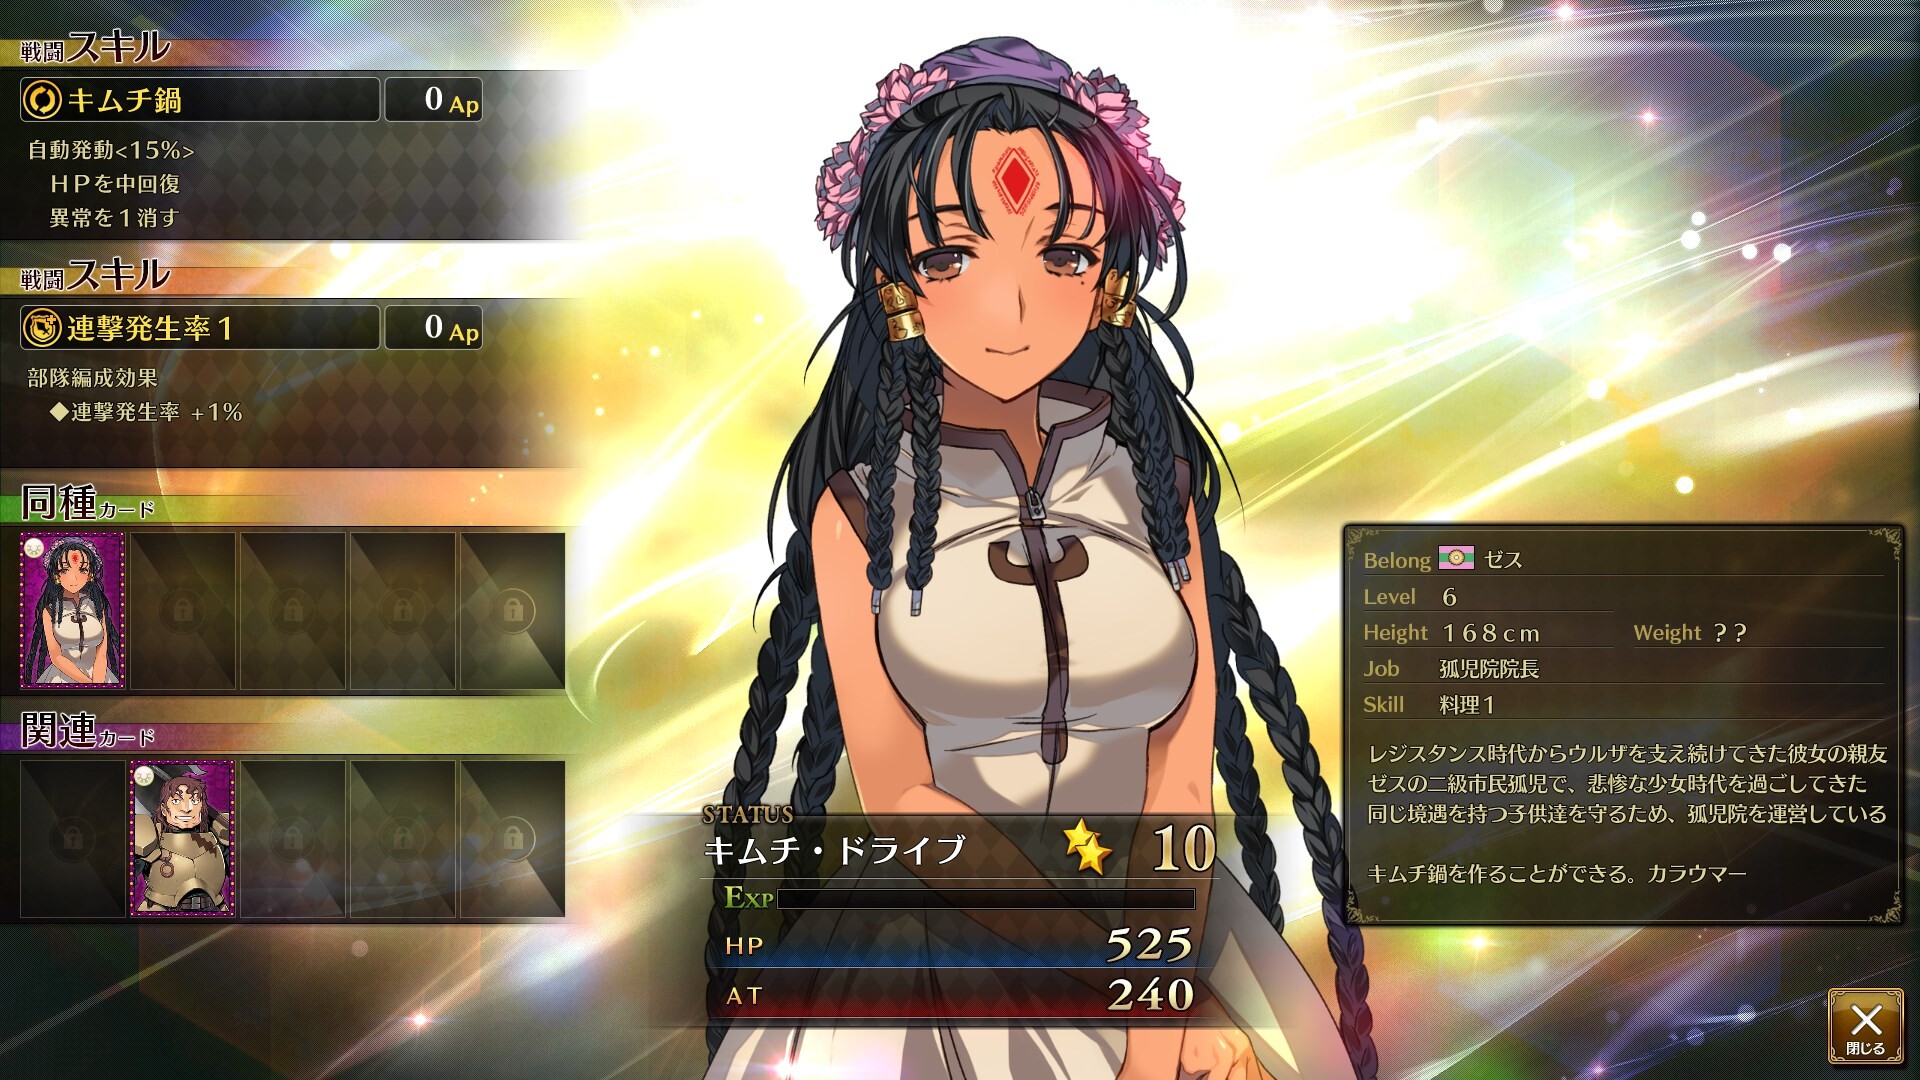 戦闘スキル
キムチ鍋 0 Ap
自動発動<15%>
HPを中回復
異常を1消す
戦闘スキル
連撃発生率1 0 Ap
部隊編成効果
◆連撃発生率 +1%
同種カード
関連カード
STATUS
キムチ・ドライブ 10
EXP
HP 525
AT 240
Belong ゼス
Level 6
Height 168cm Weight ??
Job 孤児院院長
Skill 料理1
レジスタンス時代からウルザを支え続けてきた彼女の親友
ゼスの二級市民孤児で、悲惨な少女時代を過ごしてきた
同じ境遇を持つ子供達を守るため、孤児院を運営している
キムチ鍋を作ることができる。カラウマー
閉じる